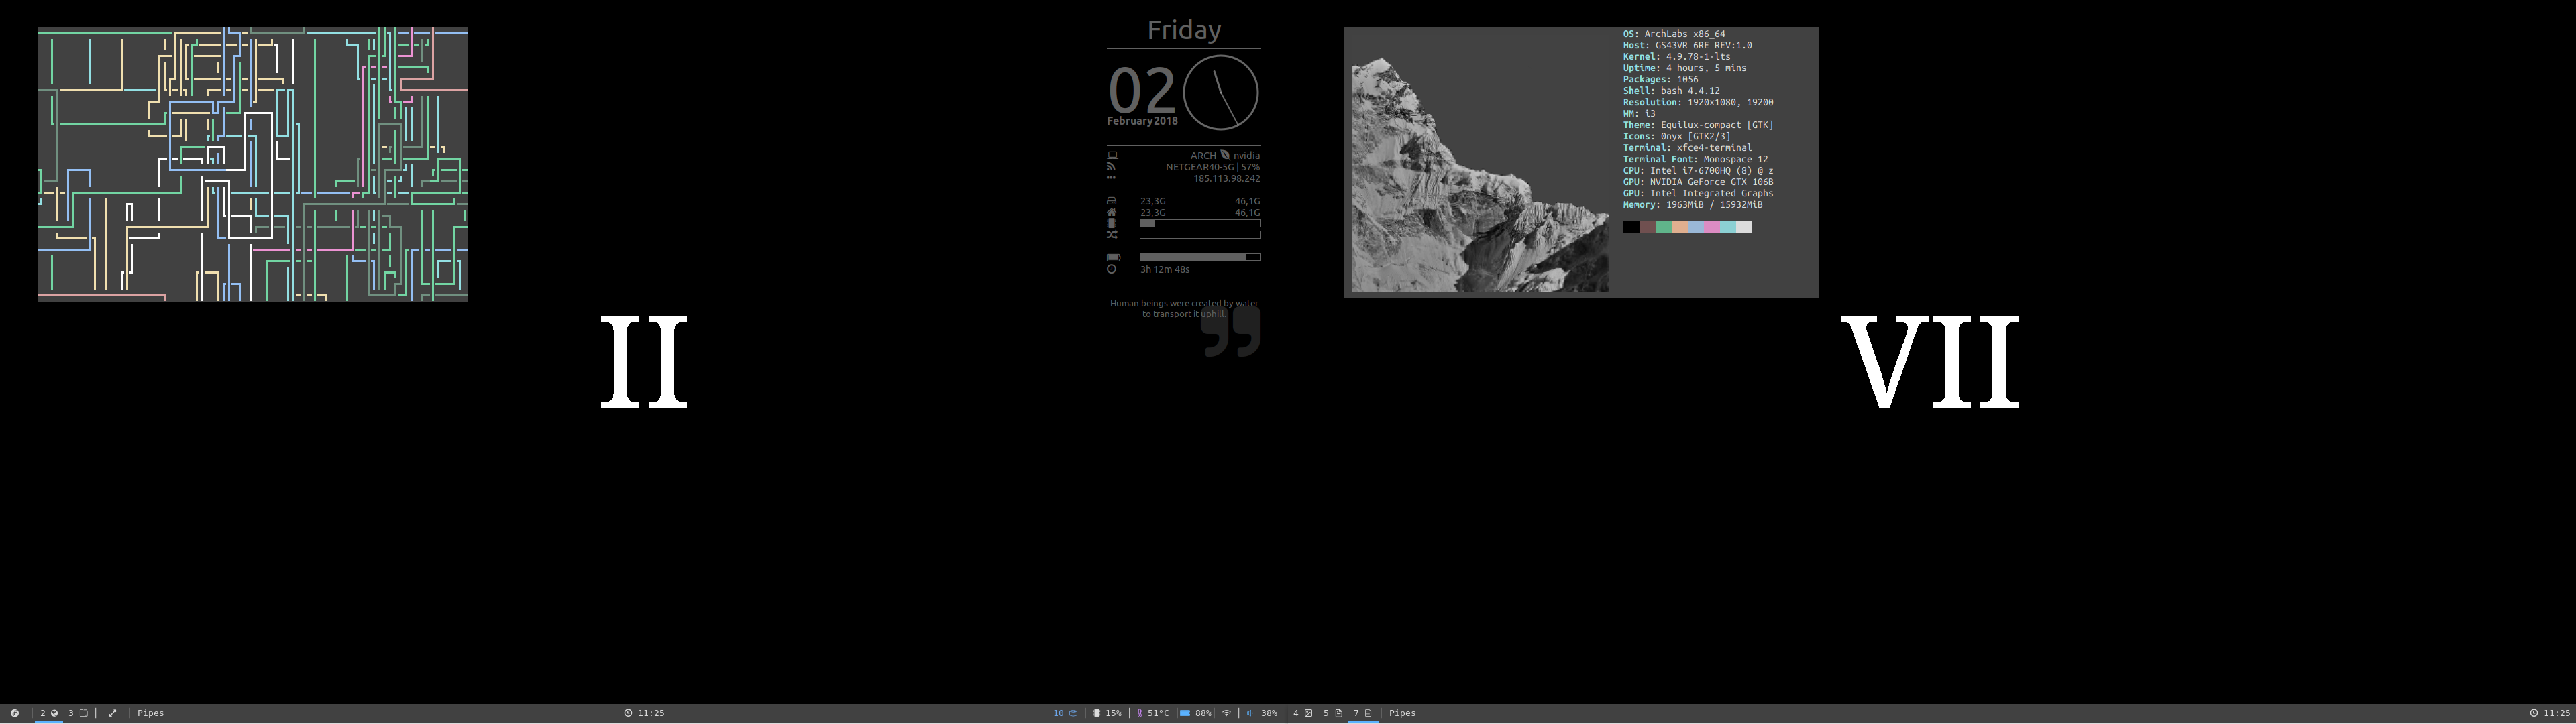 Friday
02
February2018
ARCH nvidia
NETGEAR40-5G | 57%
185.113.98.242
23,3G 46,1G
23,3G 46,1G
3h 12m 48s
Human beings were created by water
to transport it uphill.
OS: ArchLabs x86_64
Host: GS43VR 6RE REV:1.0
Kernel: 4.9.78-1-lts
Uptime: 4 hours, 5 mins
Packages: 1056
Shell: bash 4.4.12
Resolution: 1920x1080, 19200
WM: i3
Theme: Equilux-compact [GTK]
Icons: 0nyx [GTK2/3]
Terminal: xfce4-terminal
Terminal Font: Monospace 12
CPU: Intel i7-6700HQ (8) @ z
GPU: NVIDIA GeForce GTX 106B
GPU: Intel Integrated Graphs
Memory: 1963MiB / 15932MiB
II
VII
2 3 | Pipes 11:25 10 | 15% | 51°C | 88% | 38% 4 5 7 | Pipes 11:25